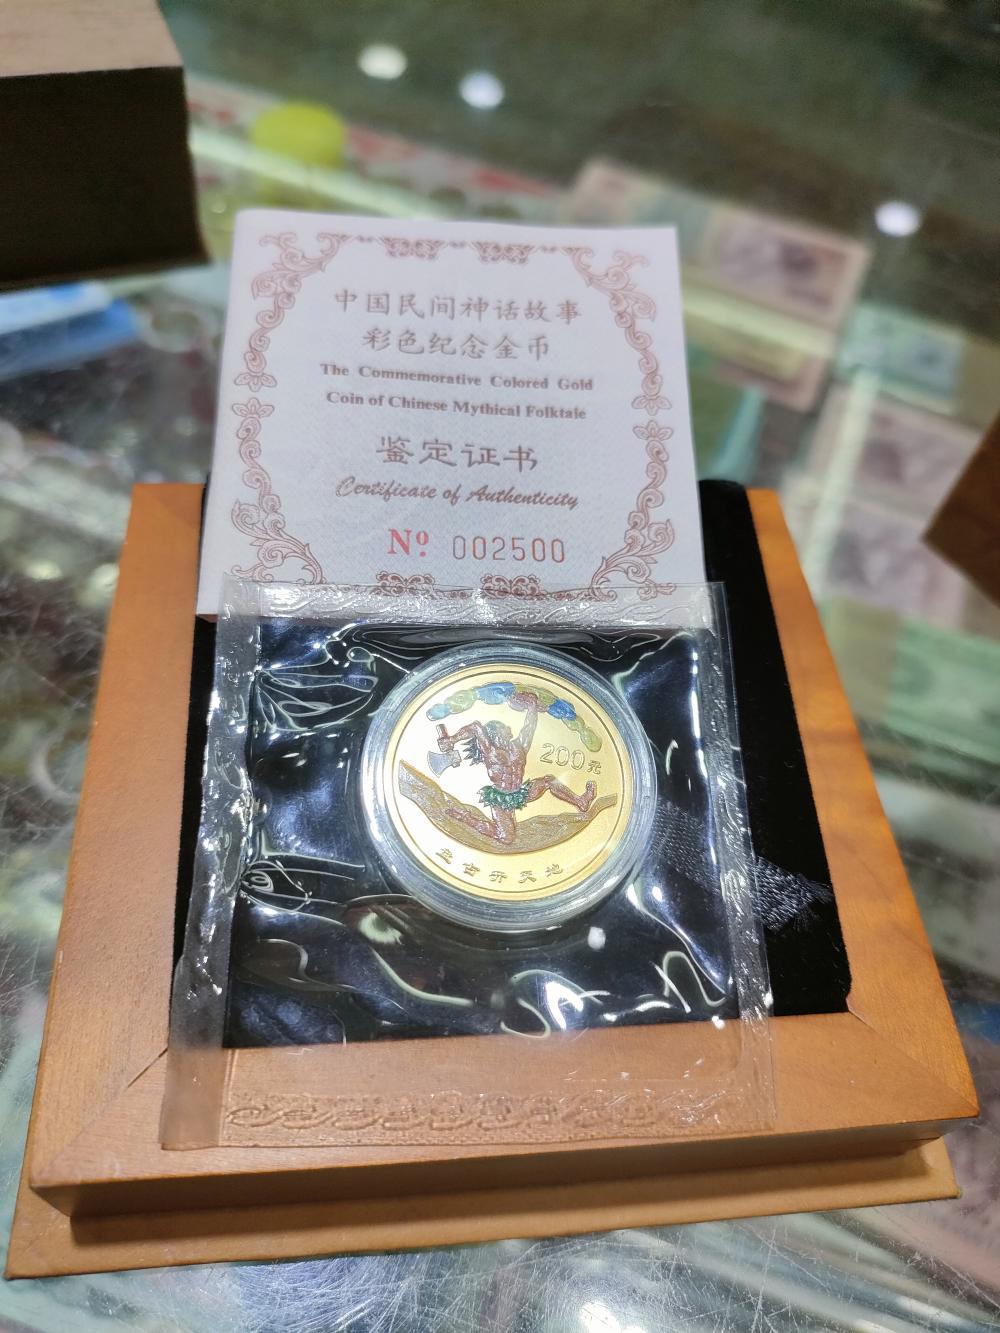 中国民间神话故事
彩色纪念金币
The Commemorative Colored Gold
Coin of Chinese Mythical Folktale
鉴定证书
Certificate of Authenticity
Nº 002500
200元
盘古开天地